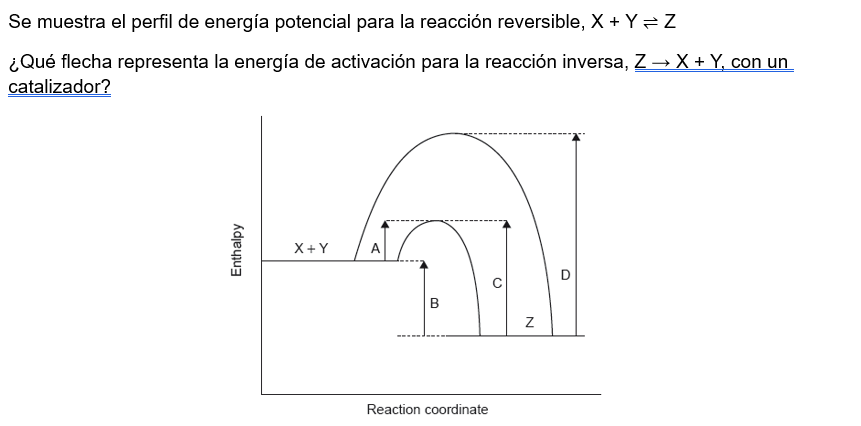 Se muestra el perfil de energía potencial para la reacción reversible, X + Y ⇌ Z
¿Qué flecha representa la energía de activación para la reacción inversa, Z → X + Y, con un
catalizador?
Enthalpy
X + Y
A
B
C
D
Z
Reaction coordinate